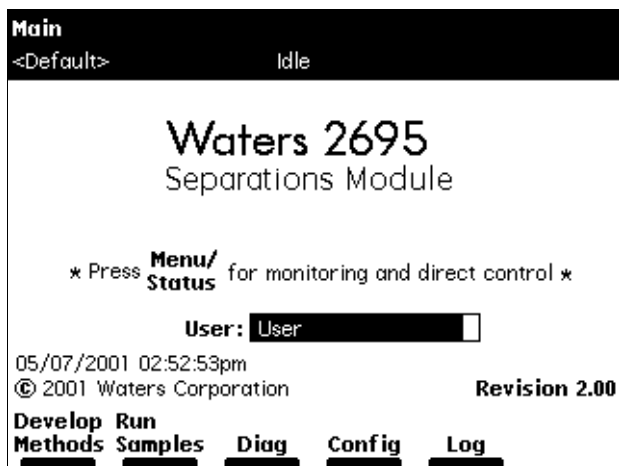 Main
<Default> Idle
Waters 2695
Separations Module
* Press Menu/ Status for monitoring and direct control *
User: User
05/07/2001 02:52:53pm
© 2001 Waters Corporation Revision 2.00
Develop Methods Run Samples Diag Config Log